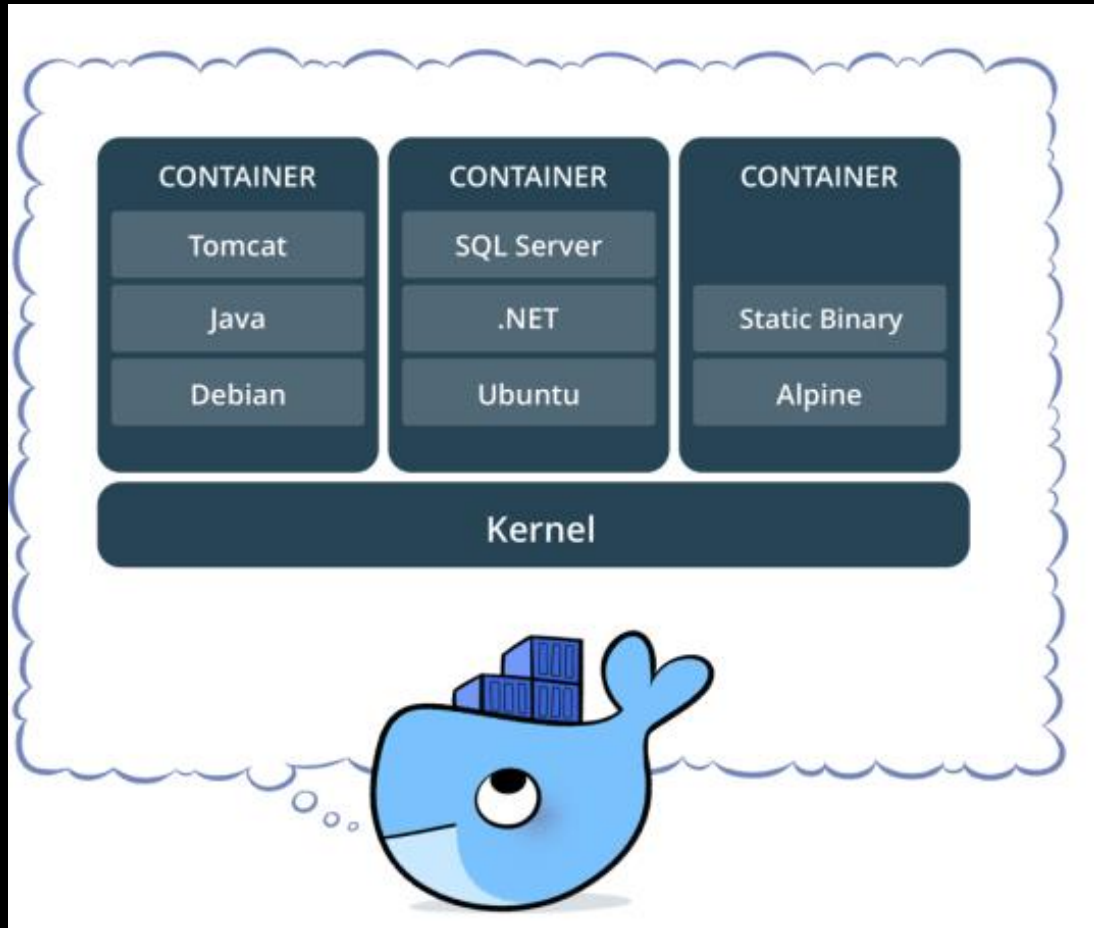 CONTAINER
Tomcat
Java
Debian
CONTAINER
SQL Server
.NET
Ubuntu
CONTAINER
Static Binary
Alpine
Kernel